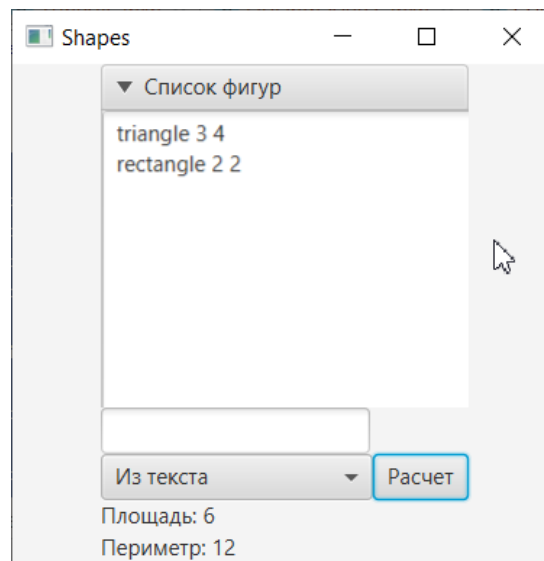 Shapes
Список фигур
triangle 3 4
rectangle 2 2
Из текста
Расчет
Площадь: 6
Периметр: 12